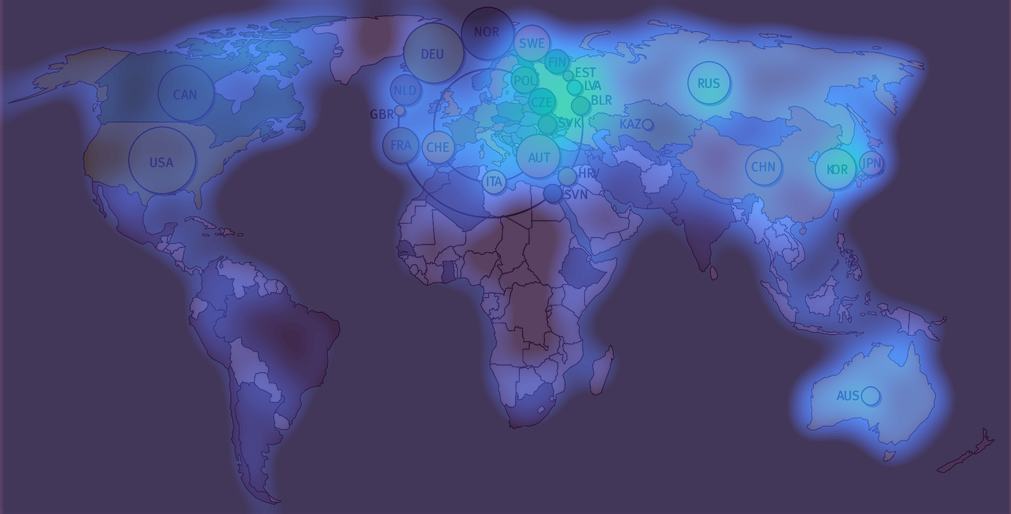 NOR
SWE
DEU
FIN
EST
POL
LVA
RUS
NLD
CAN
CZE
BLR
GBR
SVK
KAZ
FRA
CHE
AUT
USA
CHN
KOR
JPN
HRV
ITA
SVN
AUS